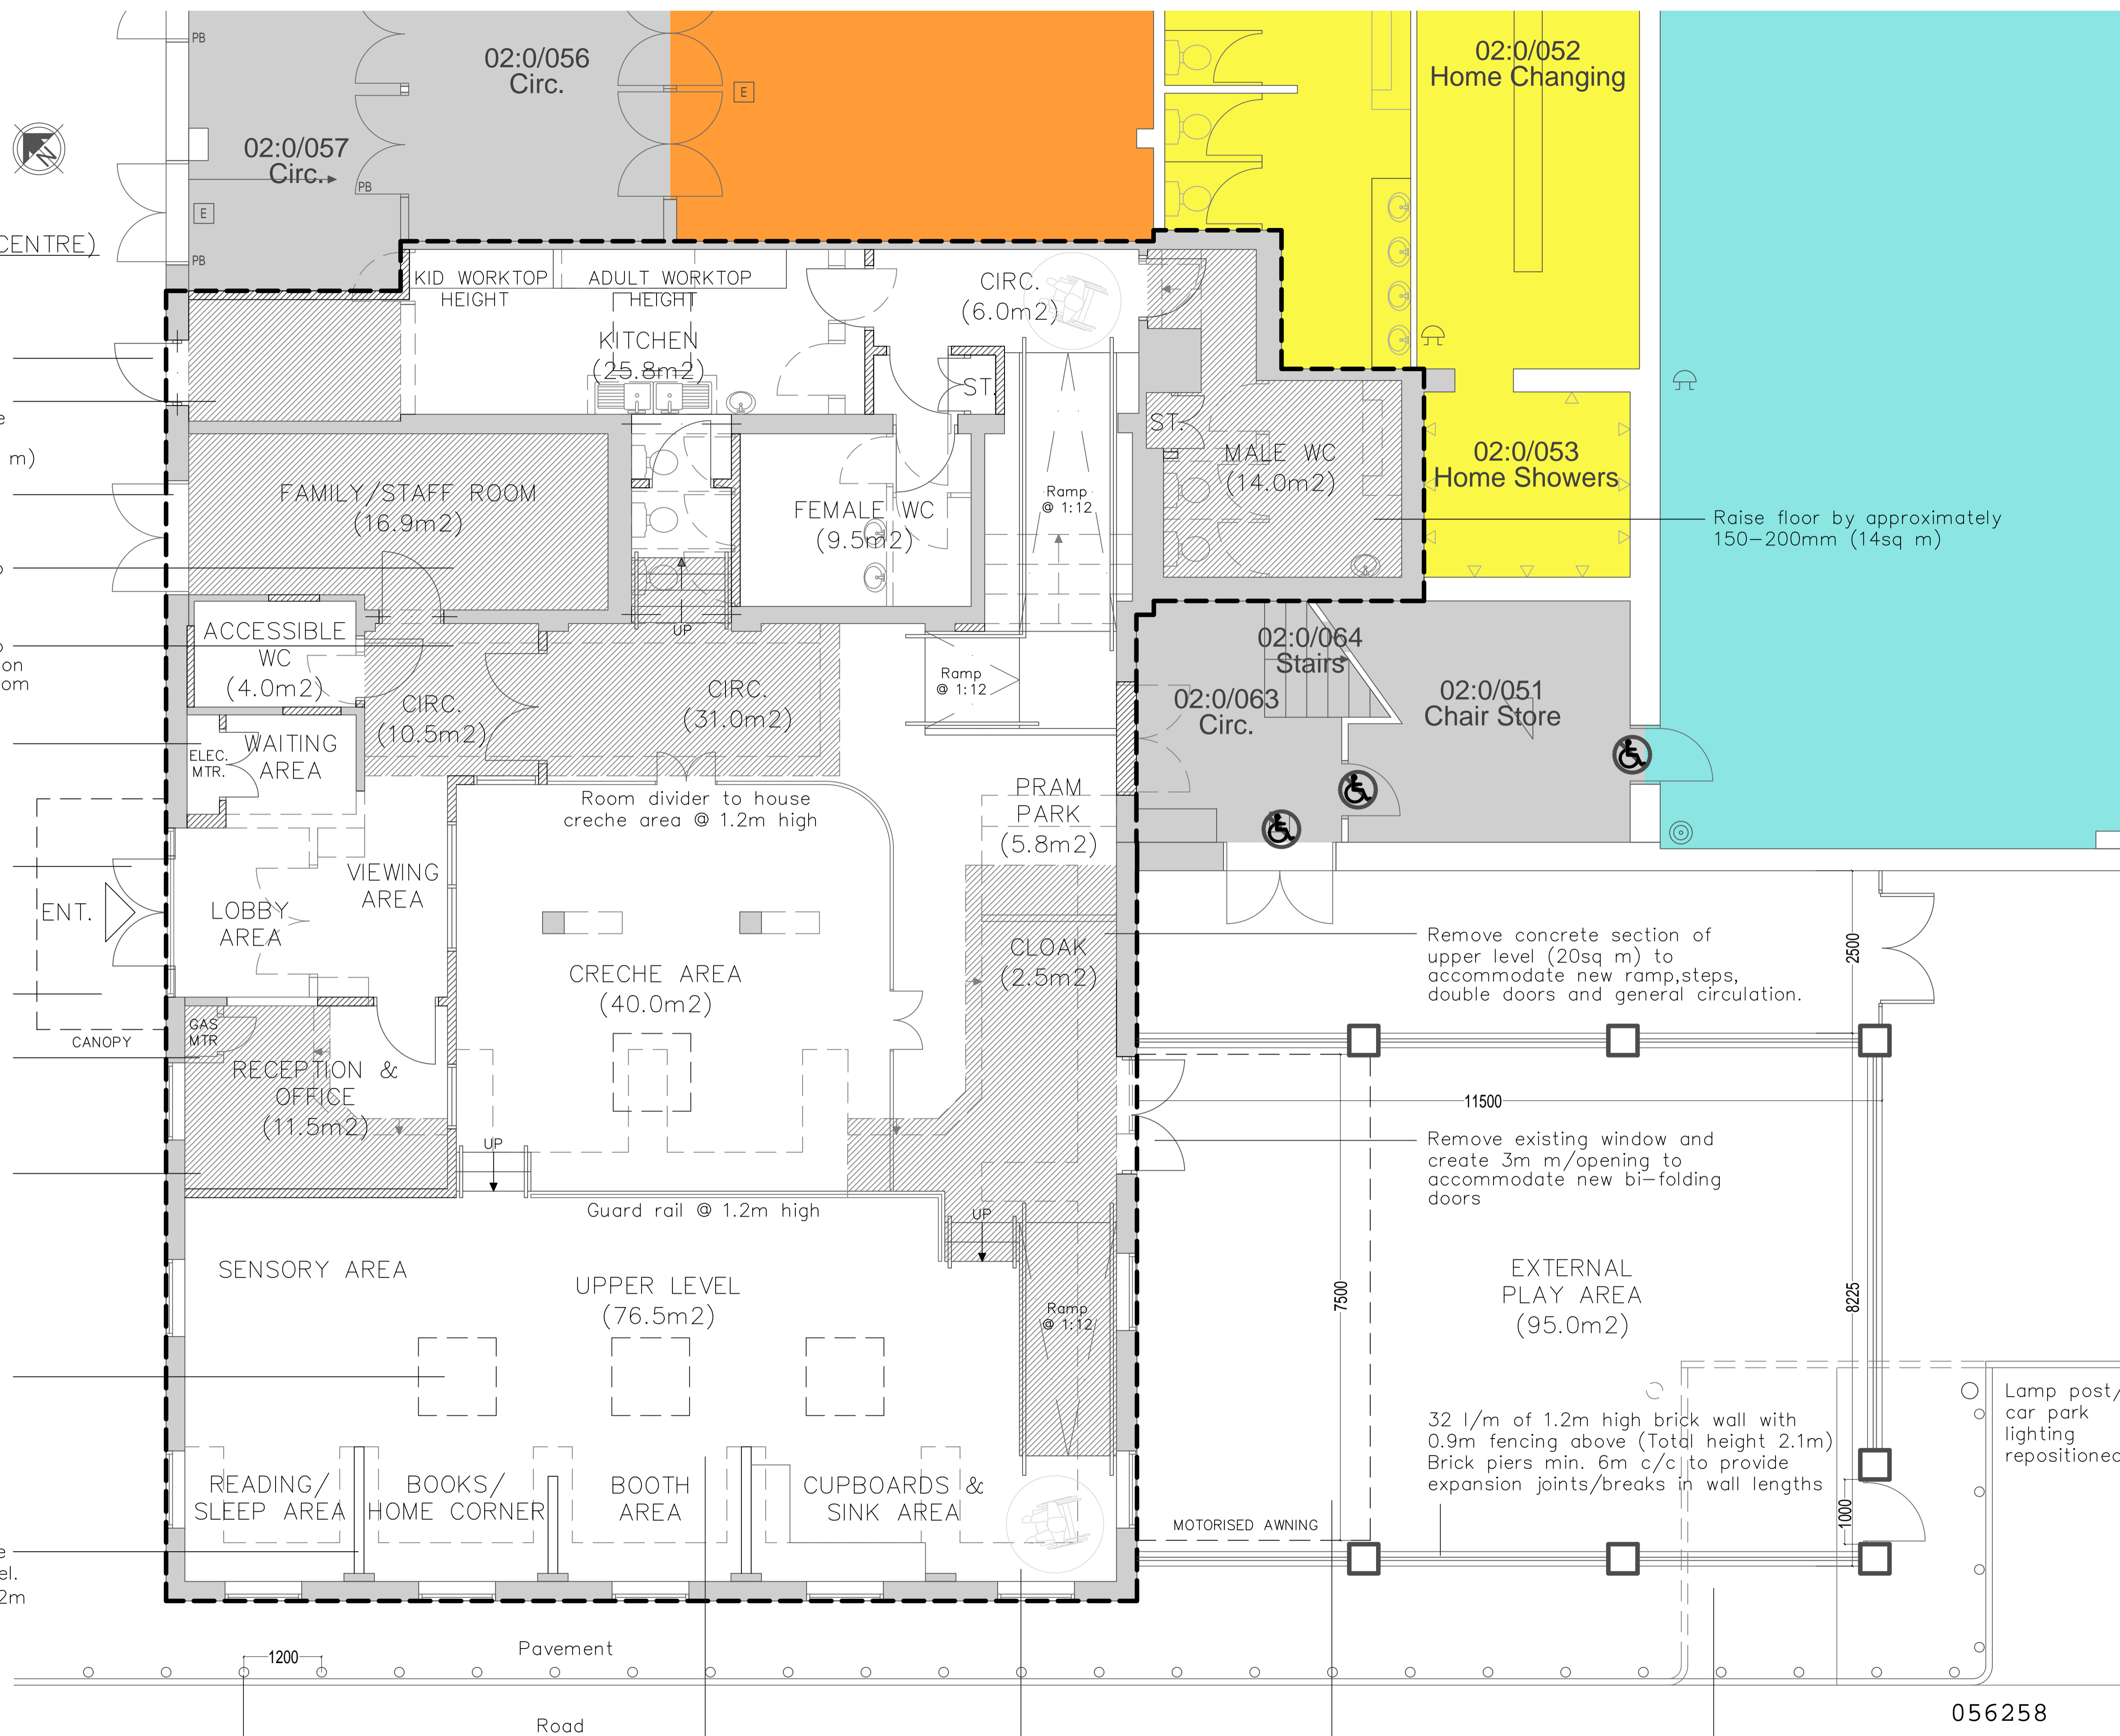 PB
02:0/056
Circ.
E
02:0/052
Home Changing
02:0/057
Circ.
PB
N
E
CENTRE)
PB
KID WORKTOP
HEIGHT
ADULT WORKTOP
HEIGHT
KITCHEN
(25.8m2)
CIRC.
(6.0m2)
ST.
ST.
MALE WC
(14.0m2)
02:0/053
Home Showers
e
m)
FAMILY/STAFF ROOM
(16.9m2)
FEMALE WC
(9.5m2)
Ramp
@ 1:12
Raise floor by approximately
150-200mm (14sq m)
UP
ACCESSIBLE
WC
(4.0m2)
on
om
CIRC.
(10.5m2)
CIRC.
(31.0m2)
Ramp
@ 1:12
02:0/064
Stairs
02:0/063
Circ.
02:0/051
Chair Store
ELEC.
MTR.
WAITING
AREA
Room divider to house
creche area @ 1.2m high
PRAM
PARK
(5.8m2)
VIEWING
AREA
ENT.
LOBBY
AREA
CRECHE AREA
(40.0m2)
CLOAK
(2.5m2)
Remove concrete section of
upper level (20sq m) to
accommodate new ramp,steps,
double doors and general circulation.
2500
CANOPY
GAS
MTR
RECEPTION &
OFFICE
(11.5m2)
UP
11500
Remove existing window and
create 3m m/opening to
accommodate new bi-folding
doors
Guard rail @ 1.2m high
UP
SENSORY AREA
UPPER LEVEL
(76.5m2)
Ramp
@ 1:12
7500
EXTERNAL
PLAY AREA
(95.0m2)
8225
Lamp post/
car park
lighting
repositioned
32 l/m of 1.2m high brick wall with
0.9m fencing above (Total height 2.1m)
Brick piers min. 6m c/c to provide
expansion joints/breaks in wall lengths
READING/
SLEEP AREA
BOOKS/
HOME CORNER
BOOTH
AREA
CUPBOARDS &
SINK AREA
MOTORISED AWNING
1000
e
el.
2m
Pavement
1200
Road
056258